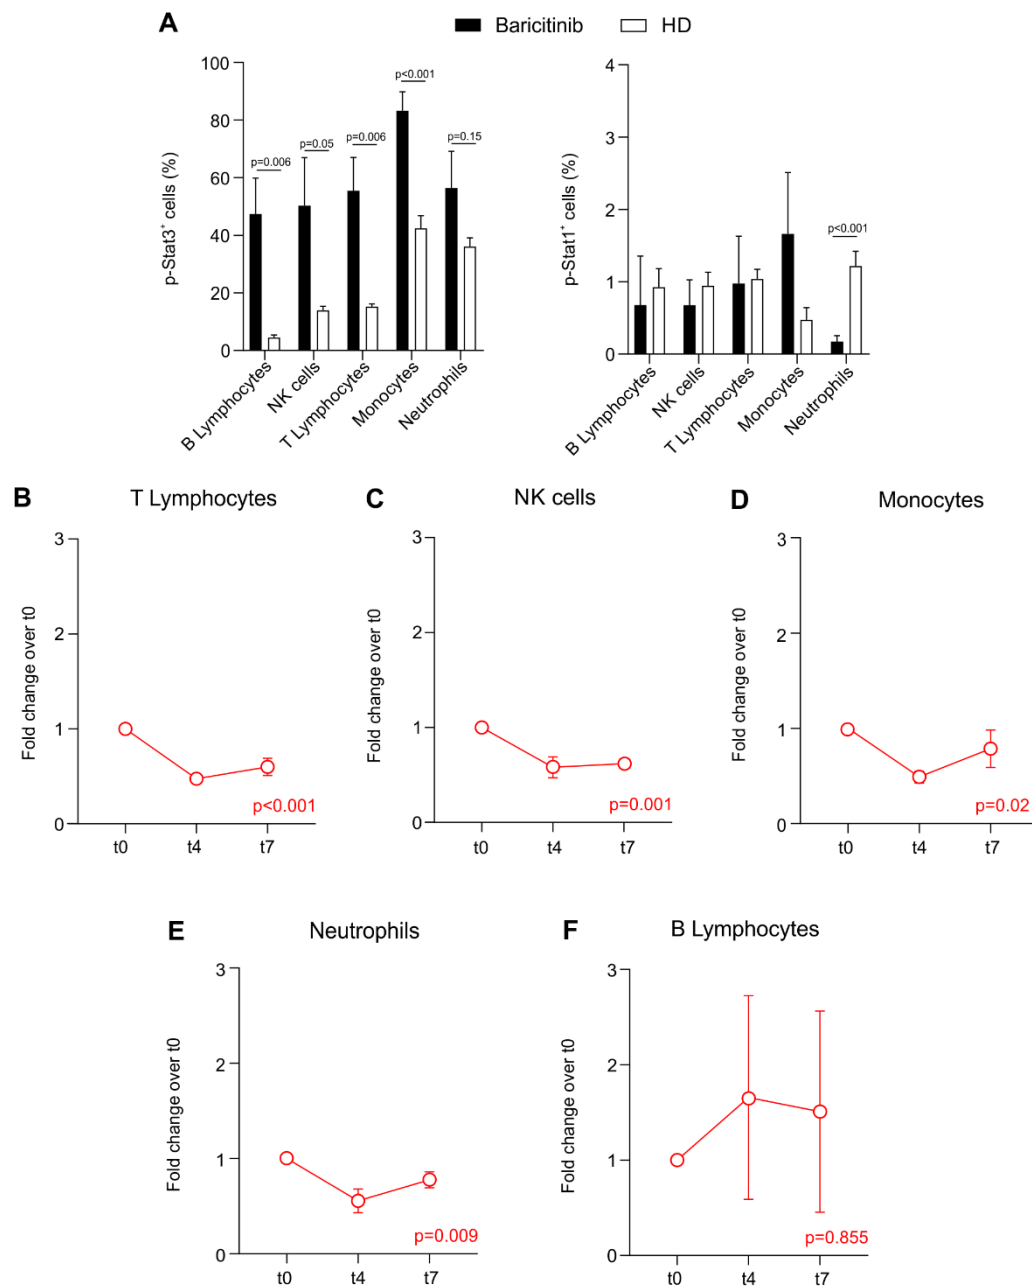 A
Baricitinib
HD
p-Stat3+ cells (%)
100
80
60
40
20
0
p=0.006
p=0.05
p=0.006
p<0.001
p=0.15
B Lymphocytes
NK cells
T Lymphocytes
Monocytes
Neutrophils
p-Stat1+ cells (%)
4
3
2
1
0
p<0.001
B Lymphocytes
NK cells
T Lymphocytes
Monocytes
Neutrophils
B
T Lymphocytes
Fold change over t0
3
2
1
0
p<0.001
t0
t4
t7
C
NK cells
Fold change over t0
3
2
1
0
p=0.001
t0
t4
t7
D
Monocytes
Fold change over t0
3
2
1
0
p=0.02
t0
t4
t7
E
Neutrophils
Fold change over t0
3
2
1
0
p=0.009
t0
t4
t7
F
B Lymphocytes
Fold change over t0
3
2
1
0
p=0.855
t0
t4
t7